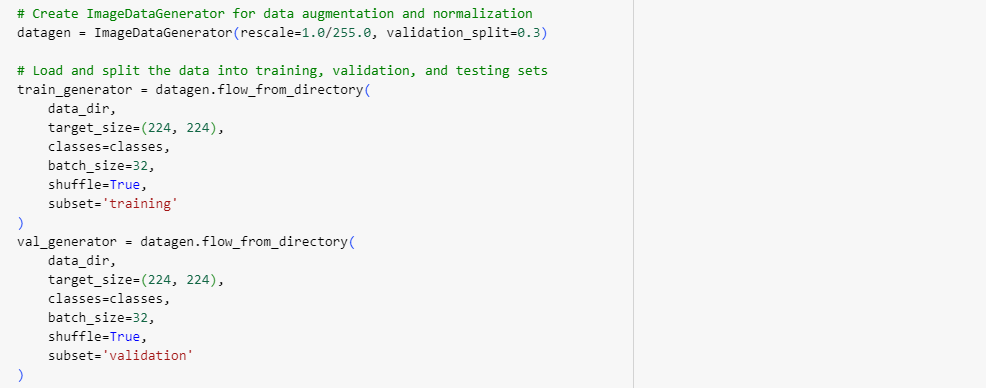 # Create ImageDataGenerator for data augmentation and normalization
datagen = ImageDataGenerator(rescale=1.0/255.0, validation_split=0.3)

# Load and split the data into training, validation, and testing sets
train_generator = datagen.flow_from_directory(
    data_dir,
    target_size=(224, 224),
    classes=classes,
    batch_size=32,
    shuffle=True,
    subset='training'
)
val_generator = datagen.flow_from_directory(
    data_dir,
    target_size=(224, 224),
    classes=classes,
    batch_size=32,
    shuffle=True,
    subset='validation'
)